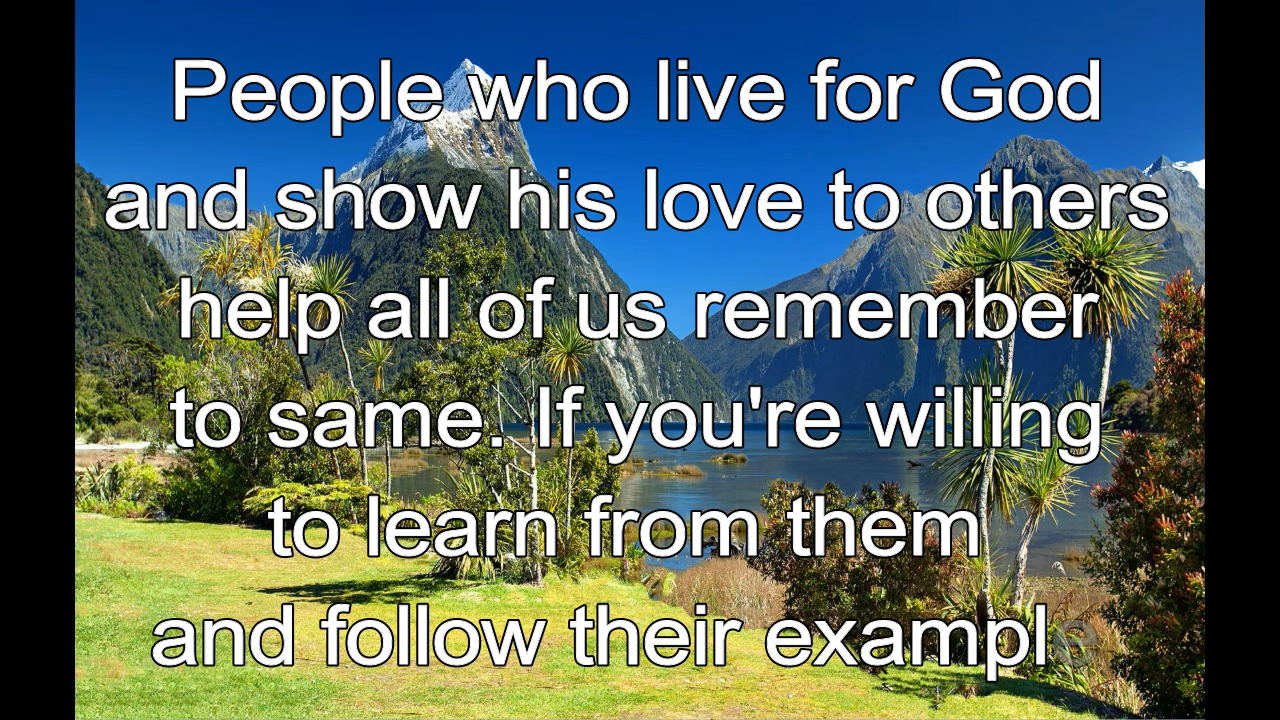 People who live for God
and show his love to others
help all of us remember
to same. If you're willing
to learn from them
and follow their example